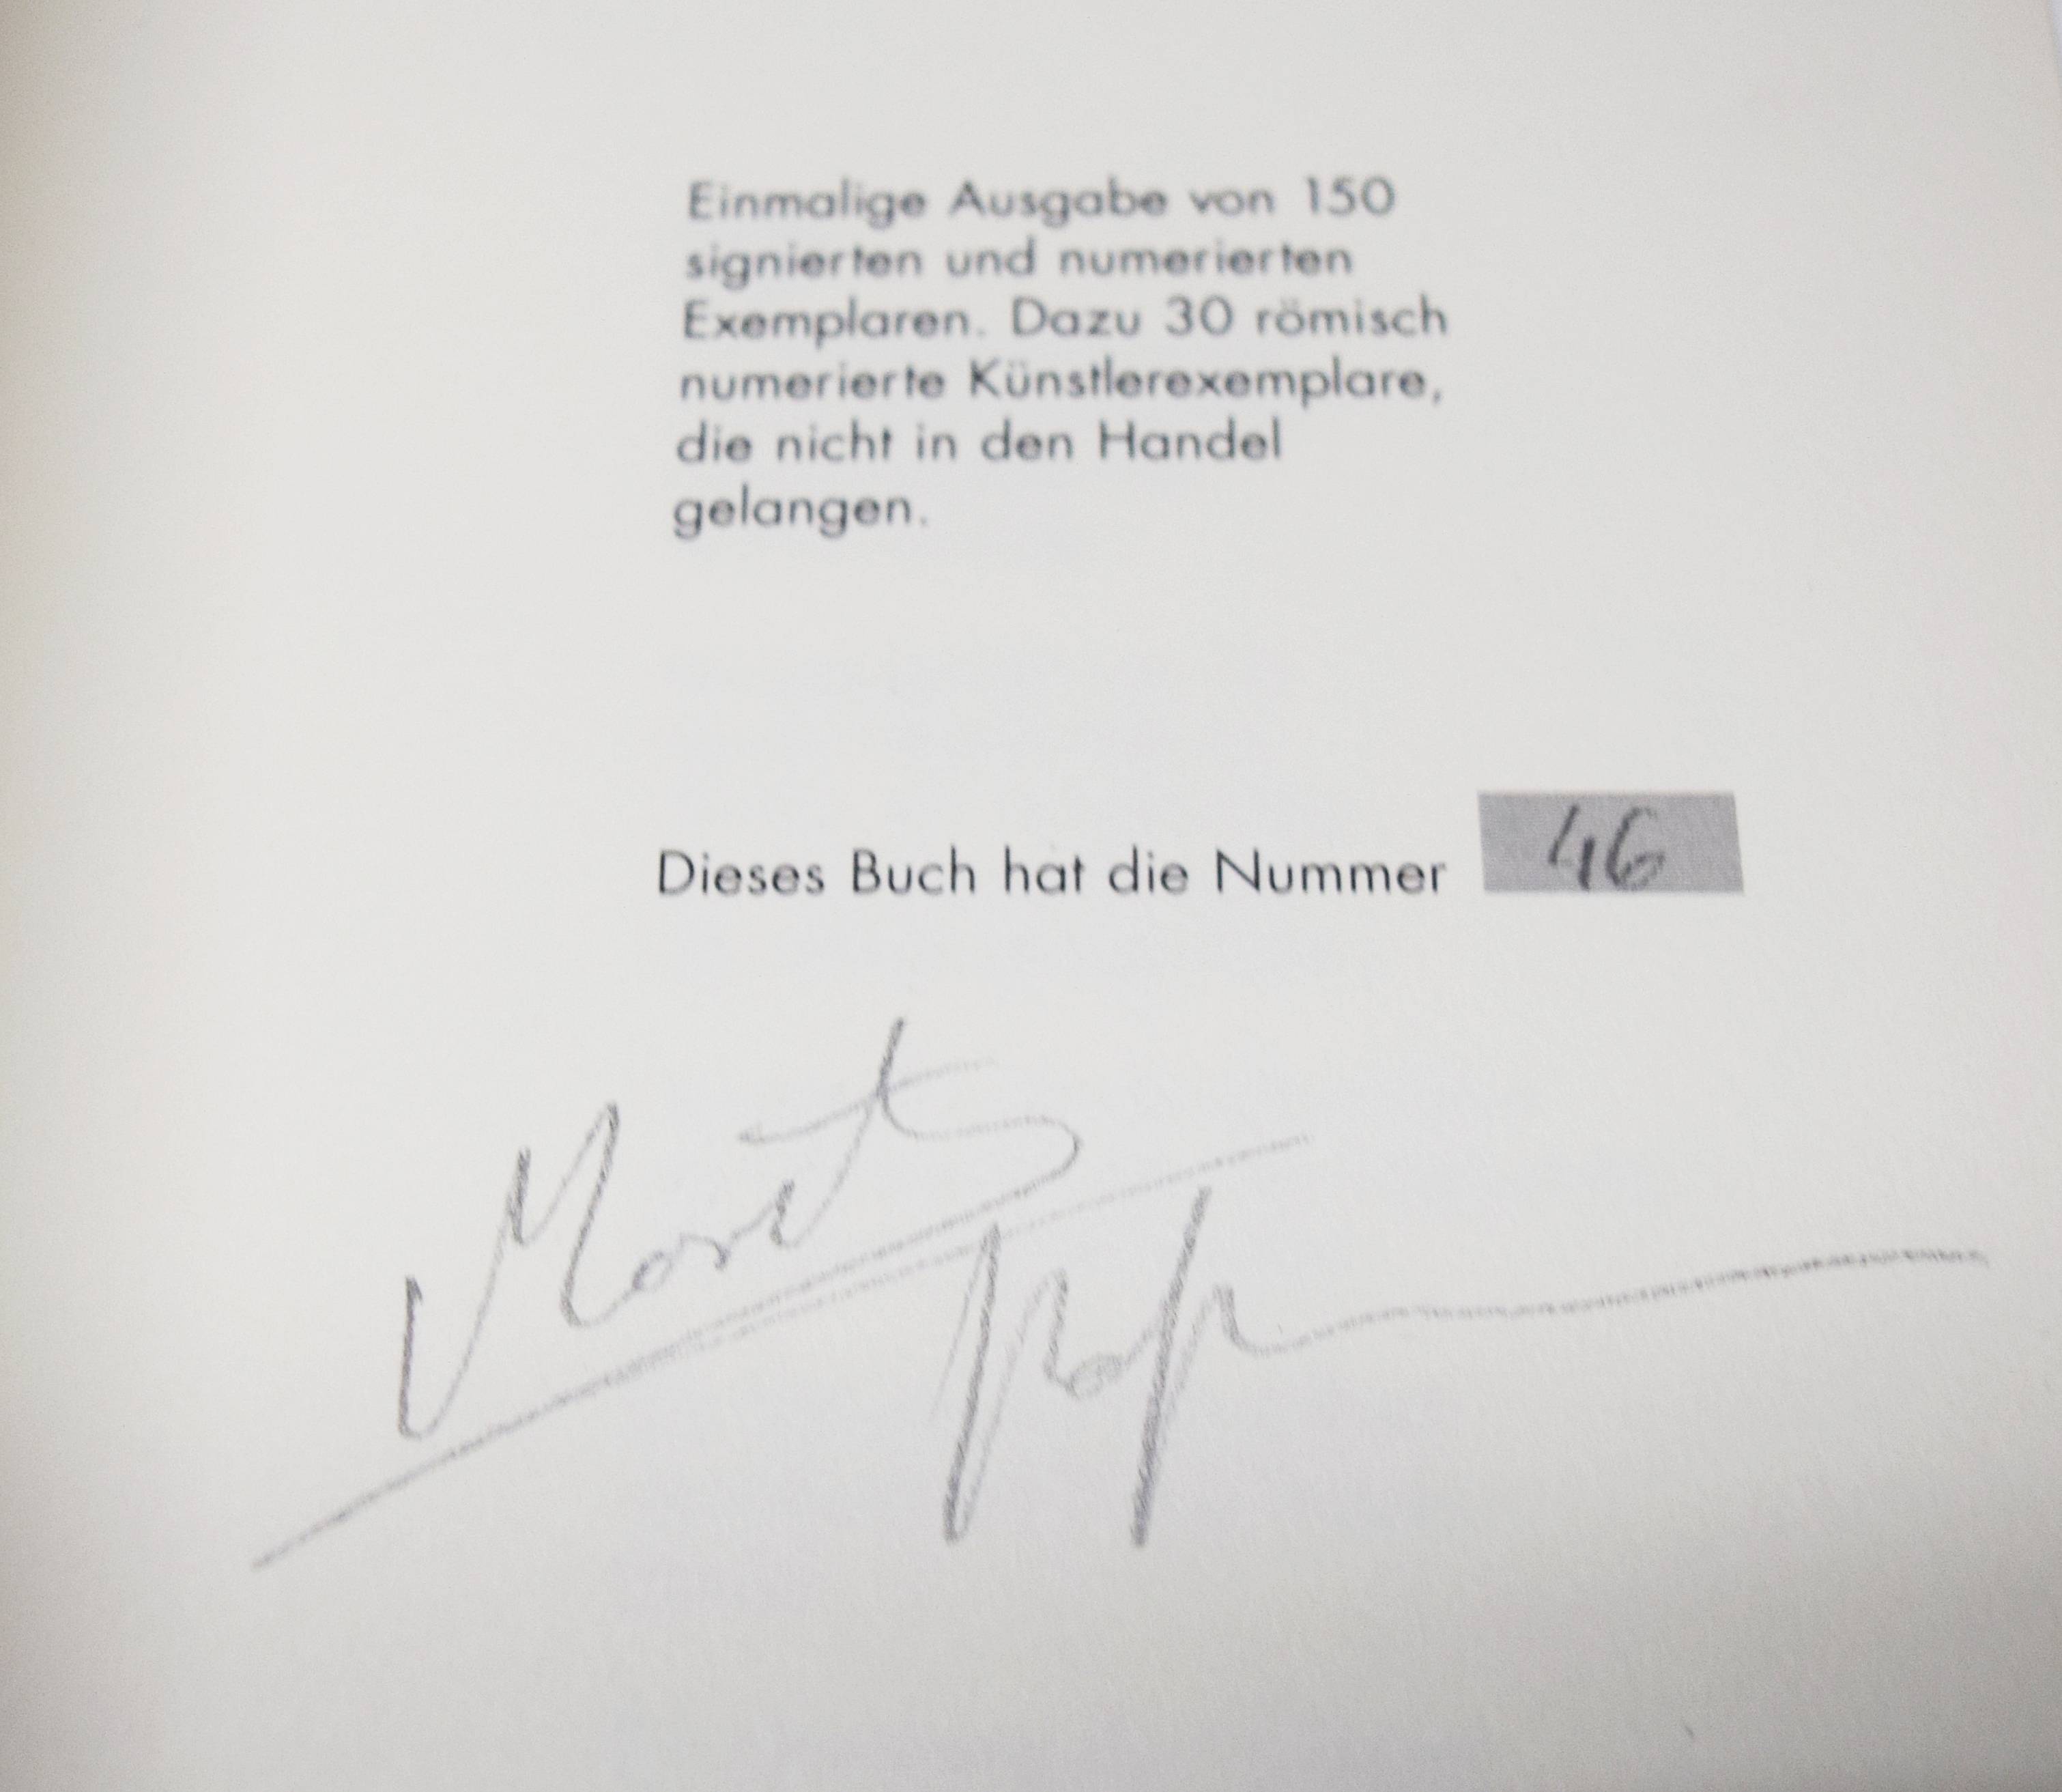 Einmalige Ausgabe von 150
signierten und numerierten
Exemplaren. Dazu 30 römisch
numerierte Künstlerexemplare,
die nicht in den Handel
gelangen.
Dieses Buch hat die Nummer 46